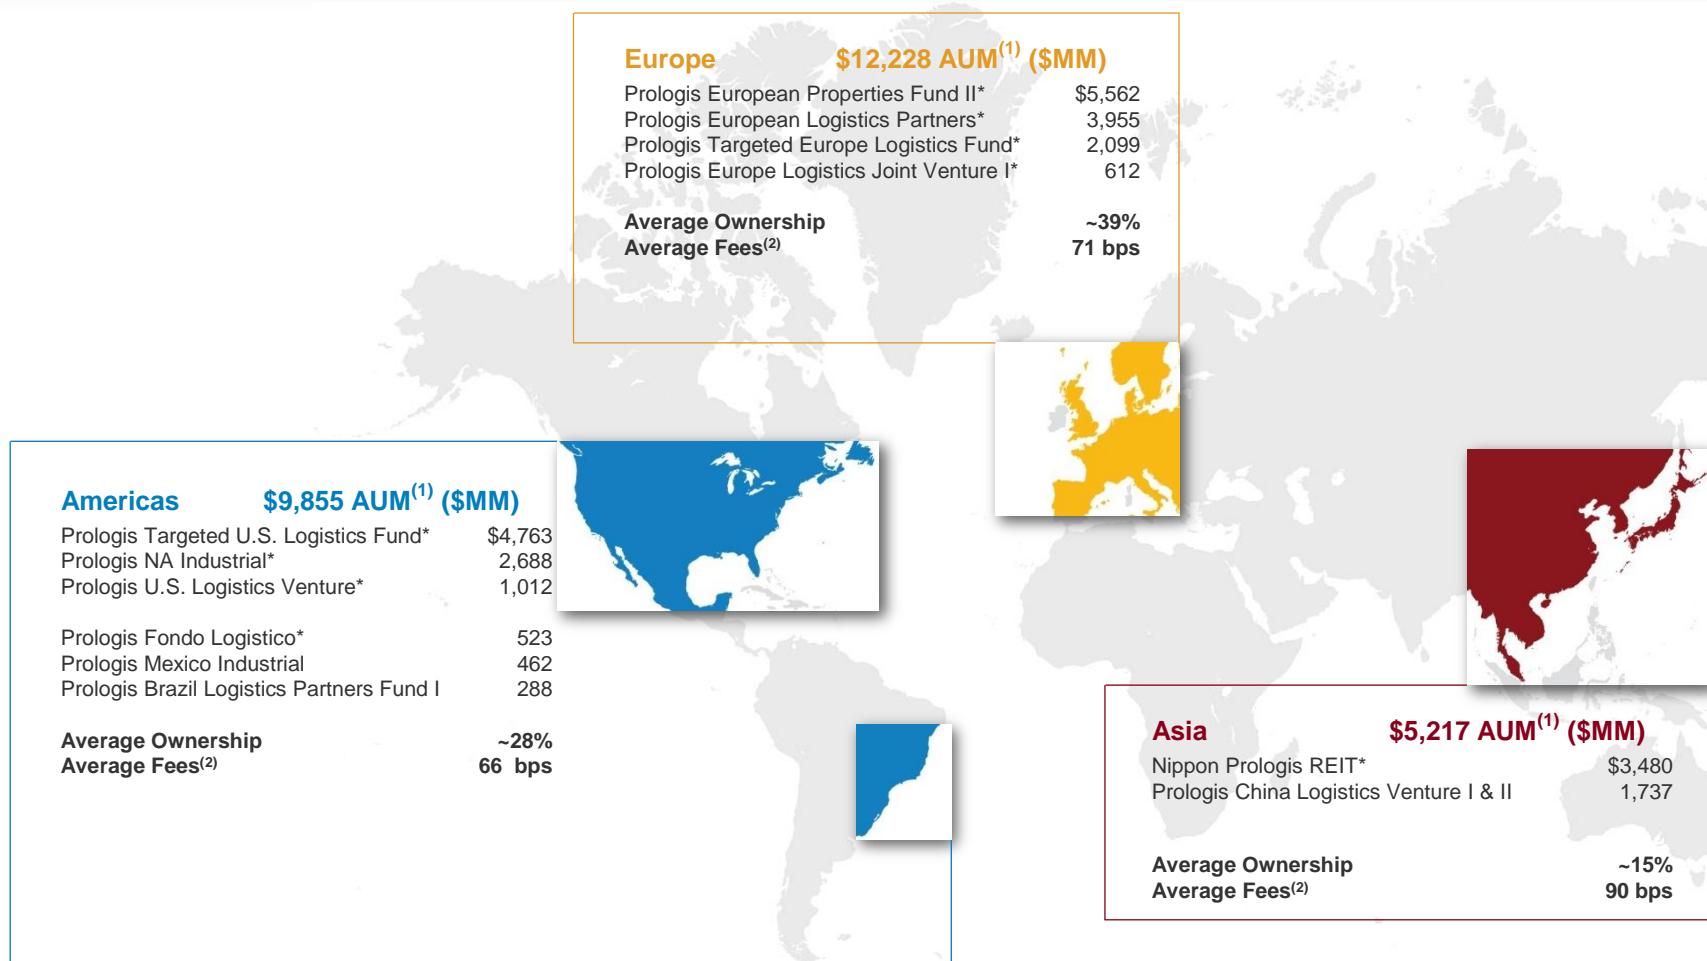 Europe $12,228 AUM(1) ($MM)
Prologis European Properties Fund II* $5,562
Prologis European Logistics Partners* 3,955
Prologis Targeted Europe Logistics Fund* 2,099
Prologis Europe Logistics Joint Venture I* 612
Average Ownership ~39%
Average Fees(2) 71 bps
Americas $9,855 AUM(1) ($MM)
Prologis Targeted U.S. Logistics Fund* $4,763
Prologis NA Industrial* 2,688
Prologis U.S. Logistics Venture* 1,012
Prologis Fondo Logistico* 523
Prologis Mexico Industrial 462
Prologis Brazil Logistics Partners Fund I 288
Average Ownership ~28%
Average Fees(2) 66 bps
Asia $5,217 AUM(1) ($MM)
Nippon Prologis REIT* $3,480
Prologis China Logistics Venture I & II 1,737
Average Ownership ~15%
Average Fees(2) 90 bps